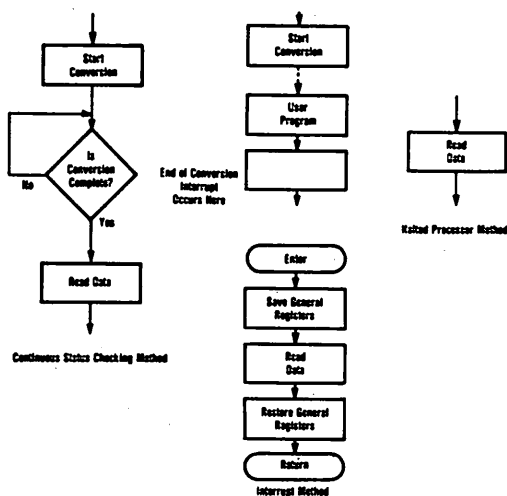 Start
Conversion
Is
Conversion
Complete?
No
Yes
Read Data
Continuous Status Checking Method
Start
Conversion
User
Program
End of Conversion
Interrupt
Occurs Here
Enter
Save General
Registers
Read
Data
Restore General
Registers
Return
Interrupt Method
Read
Data
Halted Processor Method